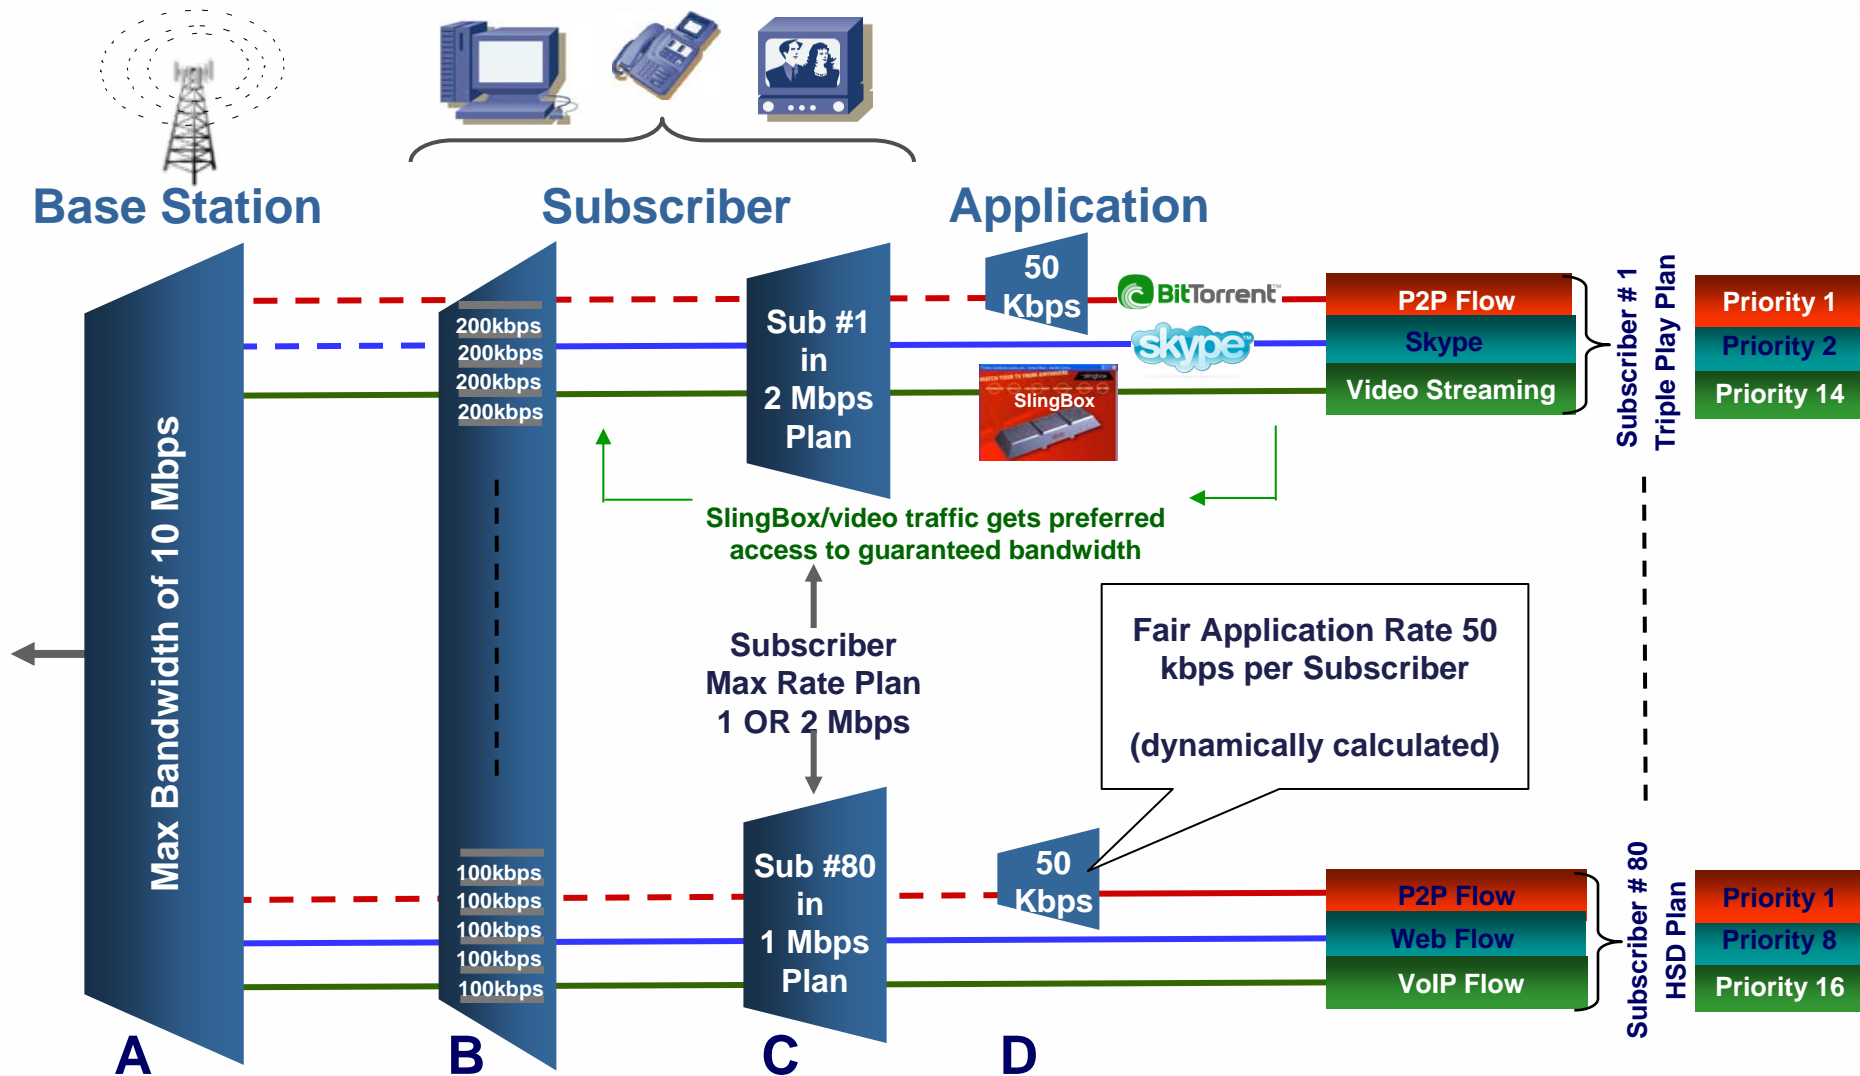 Base Station
Subscriber
Application
Max Bandwidth of 10 Mbps
200kbps
200kbps
200kbps
200kbps
Sub #1
in
2 Mbps
Plan
50
Kbps
BitTorrent™
skype™
SlingBox
P2P Flow
Skype
Video Streaming
Subscriber # 1
Triple Play Plan
Priority 1
Priority 2
Priority 14
SlingBox/video traffic gets preferred
access to guaranteed bandwidth
Subscriber
Max Rate Plan
1 OR 2 Mbps
Fair Application Rate 50
kbps per Subscriber
(dynamically calculated)
100kbps
100kbps
100kbps
100kbps
100kbps
Sub #80
in
1 Mbps
Plan
50
Kbps
P2P Flow
Web Flow
VoIP Flow
Subscriber # 80
HSD Plan
Priority 1
Priority 8
Priority 16
A
B
C
D